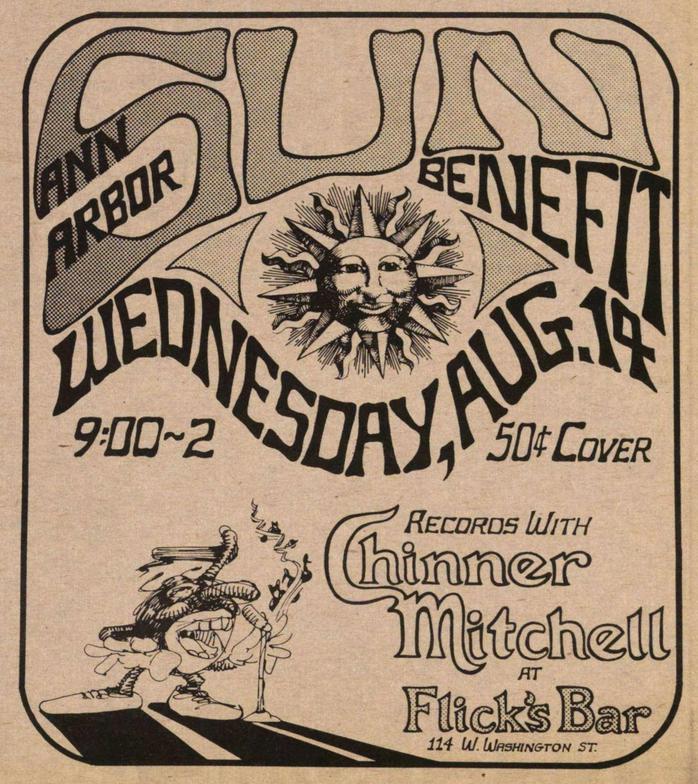 SUN
ANN
ARBOR
BENEFIT
WEDNESDAY, AUG. 14
9:00~2
50¢ COVER
RECORDS WITH
Chinner
Mitchell
AT
Flick's Bar
114 W. WASHINGTON ST.